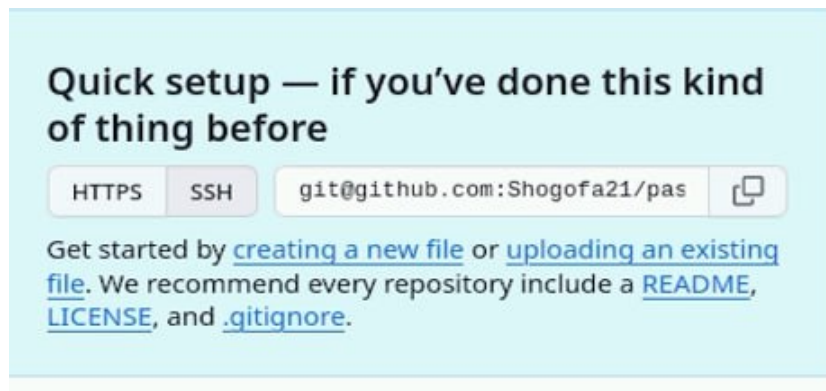 Quick setup — if you’ve done this kind
of thing before
HTTPS SSH git@github.com:Shogofa21/pas
Get started by creating a new file or uploading an existing
file. We recommend every repository include a README,
LICENSE, and .gitignore.